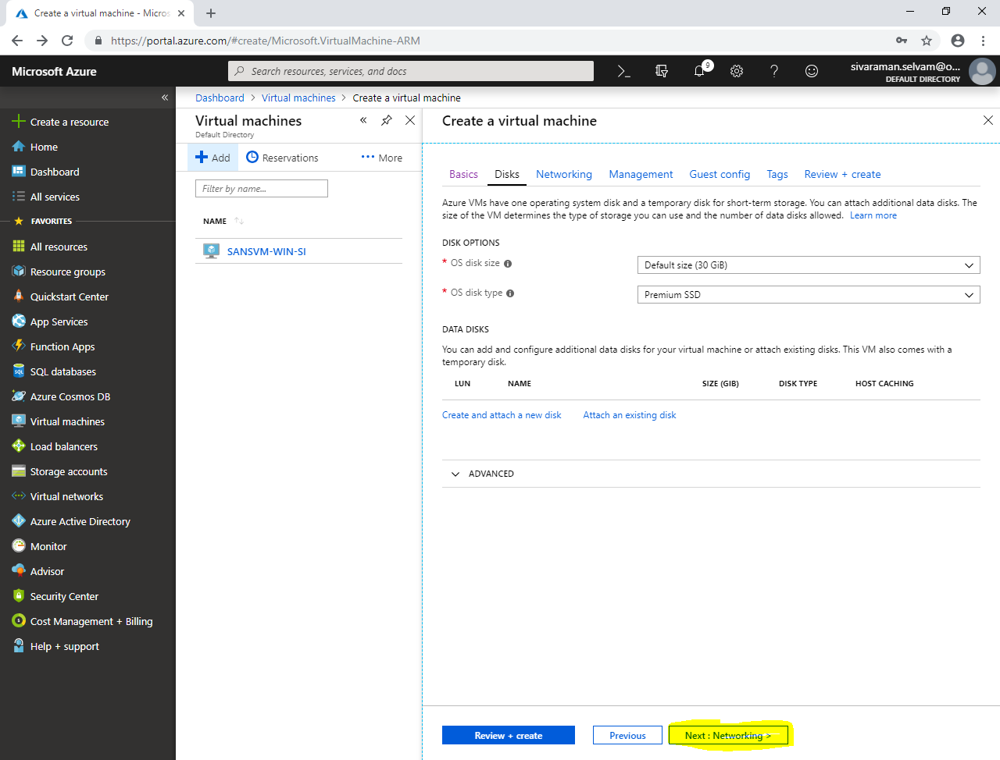 Create a virtual machine - Micros
https://portal.azure.com/#create/Microsoft.VirtualMachine-ARM
Microsoft Azure
Search resources, services, and docs
9
sivaraman.selvam@o...
DEFAULT DIRECTORY
Create a resource
Home
Dashboard
All services
FAVORITES
All resources
Resource groups
Quickstart Center
App Services
Function Apps
SQL databases
Azure Cosmos DB
Virtual machines
Load balancers
Storage accounts
Virtual networks
Azure Active Directory
Monitor
Advisor
Security Center
Cost Management + Billing
Help + support
Dashboard > Virtual machines > Create a virtual machine
Virtual machines
Default Directory
Add
Reservations
More
Filter by name...
NAME
SANSVM-WIN-SI
Create a virtual machine
Basics Disks Networking Management Guest config Tags Review + create
Azure VMs have one operating system disk and a temporary disk for short-term storage. You can attach additional data disks. The
size of the VM determines the type of storage you can use and the number of data disks allowed. Learn more
DISK OPTIONS
* OS disk size
Default size (30 GiB)
* OS disk type
Premium SSD
DATA DISKS
You can add and configure additional data disks for your virtual machine or attach existing disks. This VM also comes with a
temporary disk.
LUN NAME SIZE (GIB) DISK TYPE HOST CACHING
Create and attach a new disk Attach an existing disk
ADVANCED
Review + create
Previous
Next : Networking >